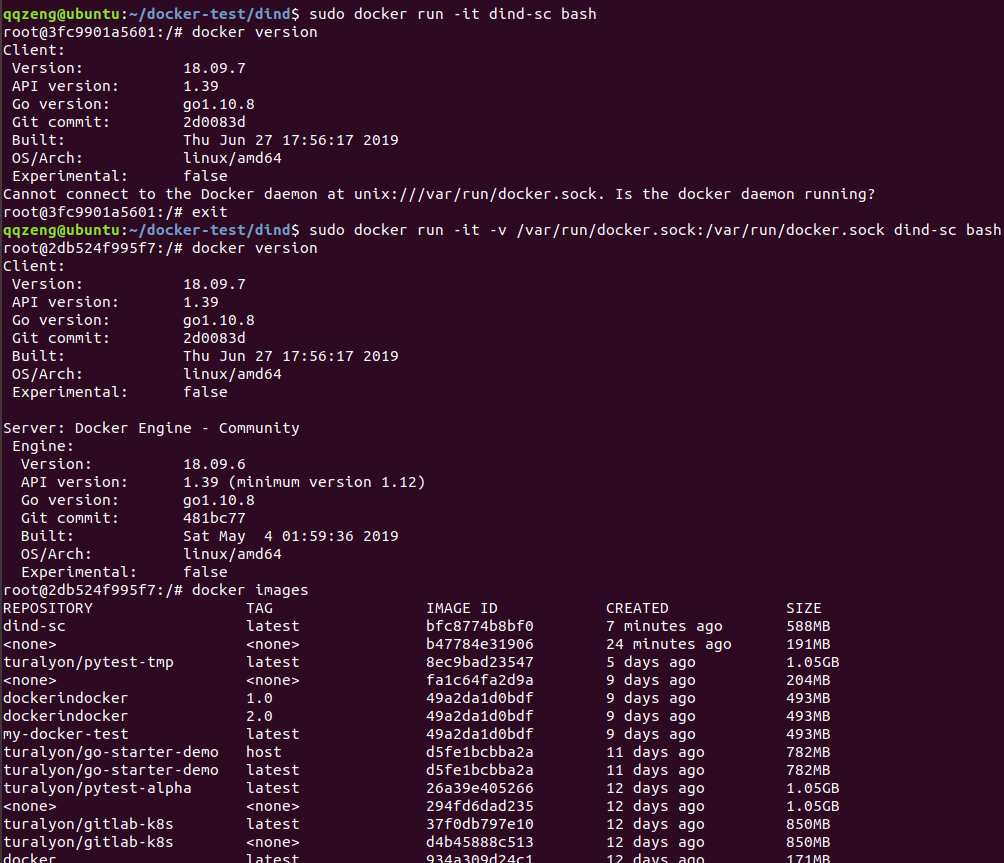 qqzeng@ubuntu:~/docker-test/dind$ sudo docker run -it dind-sc bash
root@3fc9901a5601:/# docker version
Client:
 Version:           18.09.7
 API version:       1.39
 Go version:        go1.10.8
 Git commit:        2d0083d
 Built:             Thu Jun 27 17:56:17 2019
 OS/Arch:           linux/amd64
 Experimental:      false
Cannot connect to the Docker daemon at unix:///var/run/docker.sock. Is the docker daemon running?
root@3fc9901a5601:/# exit
qqzeng@ubuntu:~/docker-test/dind$ sudo docker run -it -v /var/run/docker.sock:/var/run/docker.sock dind-sc bash
root@2db524f995f7:/# docker version
Client:
 Version:           18.09.7
 API version:       1.39
 Go version:        go1.10.8
 Git commit:        2d0083d
 Built:             Thu Jun 27 17:56:17 2019
 OS/Arch:           linux/amd64
 Experimental:      false

Server: Docker Engine - Community
 Engine:
  Version:          18.09.6
  API version:      1.39 (minimum version 1.12)
  Go version:       go1.10.8
  Git commit:       481bc77
  Built:            Sat May  4 01:59:36 2019
  OS/Arch:          linux/amd64
  Experimental:     false
root@2db524f995f7:/# docker images
REPOSITORY                 TAG                 IMAGE ID            CREATED             SIZE
dind-sc                    latest              bfc8774b8bf0        7 minutes ago       588MB
<none>                     <none>              b47784e31906        24 minutes ago      191MB
turalyon/pytest-tmp        latest              8ec9bad23547        5 days ago          1.05GB
<none>                     <none>              fa1c64fa2d9a        9 days ago          204MB
dockerindocker             1.0                 49a2da1d0bdf        9 days ago          493MB
dockerindocker             2.0                 49a2da1d0bdf        9 days ago          493MB
my-docker-test             latest              49a2da1d0bdf        9 days ago          493MB
turalyon/go-starter-demo   host                d5fe1bcbba2a        11 days ago         782MB
turalyon/go-starter-demo   latest              d5fe1bcbba2a        11 days ago         782MB
turalyon/pytest-alpha      latest              26a39e405266        12 days ago         1.05GB
<none>                     <none>              294fd6dad235        12 days ago         1.05GB
turalyon/gitlab-k8s        latest              37f0db797e10        12 days ago         850MB
turalyon/gitlab-k8s        <none>              d4b45888c513        12 days ago         850MB
docker                     latest              934a309d24c1        12 days ago         171MB